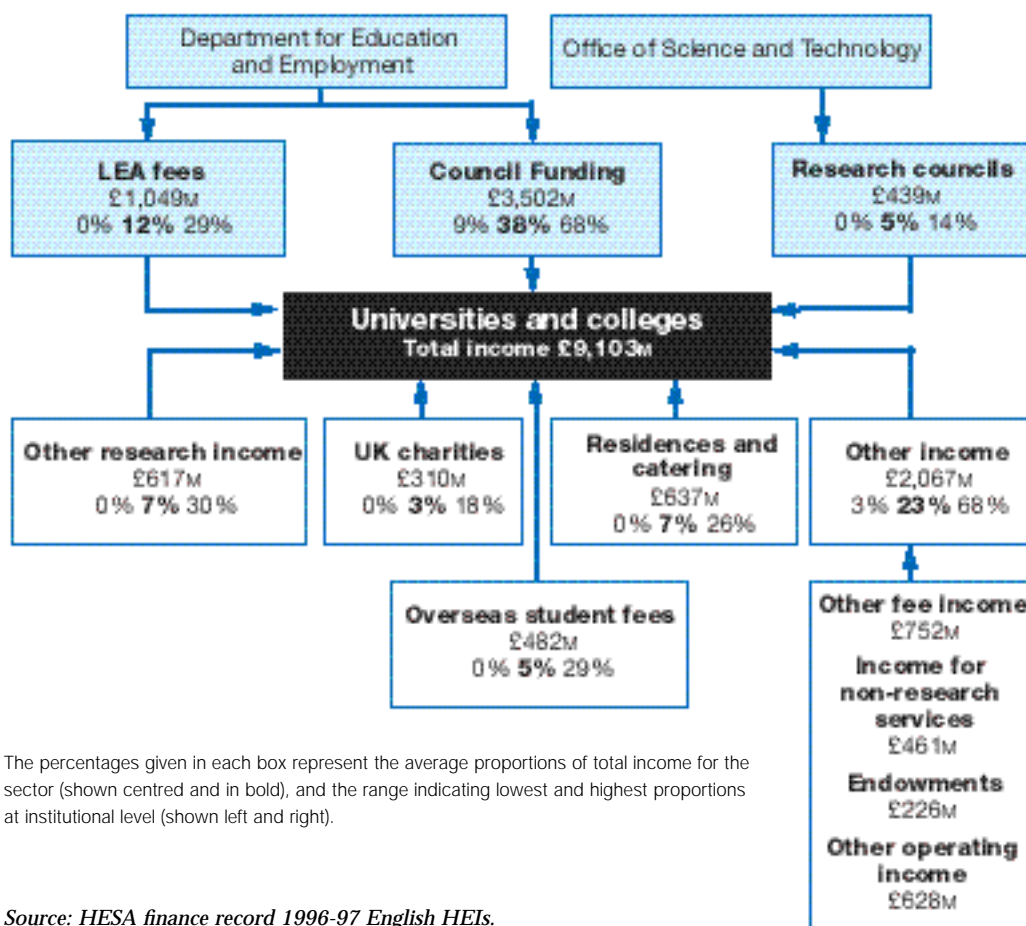 Department for Education
and Employment
Office of Science and Technology
LEA fees
£1,049M
0% 12% 29%
Council Funding
£3,502M
9% 38% 68%
Research councils
£439M
0% 5% 14%
Universities and colleges
Total income £9,103M
Other research income
£617M
0% 7% 30%
UK charities
£310M
0% 3% 18%
Residences and
catering
£637M
0% 7% 26%
Other income
£2,067M
3% 23% 68%
Overseas student fees
£482M
0% 5% 29%
Other fee income
£752M
Income for
non-research
services
£461M
Endowments
£226M
Other operating
income
£628M
The percentages given in each box represent the average proportions of total income for the
sector (shown centred and in bold), and the range indicating lowest and highest proportions
at institutional level (shown left and right).
Source: HESA finance record 1996-97 English HEIs.